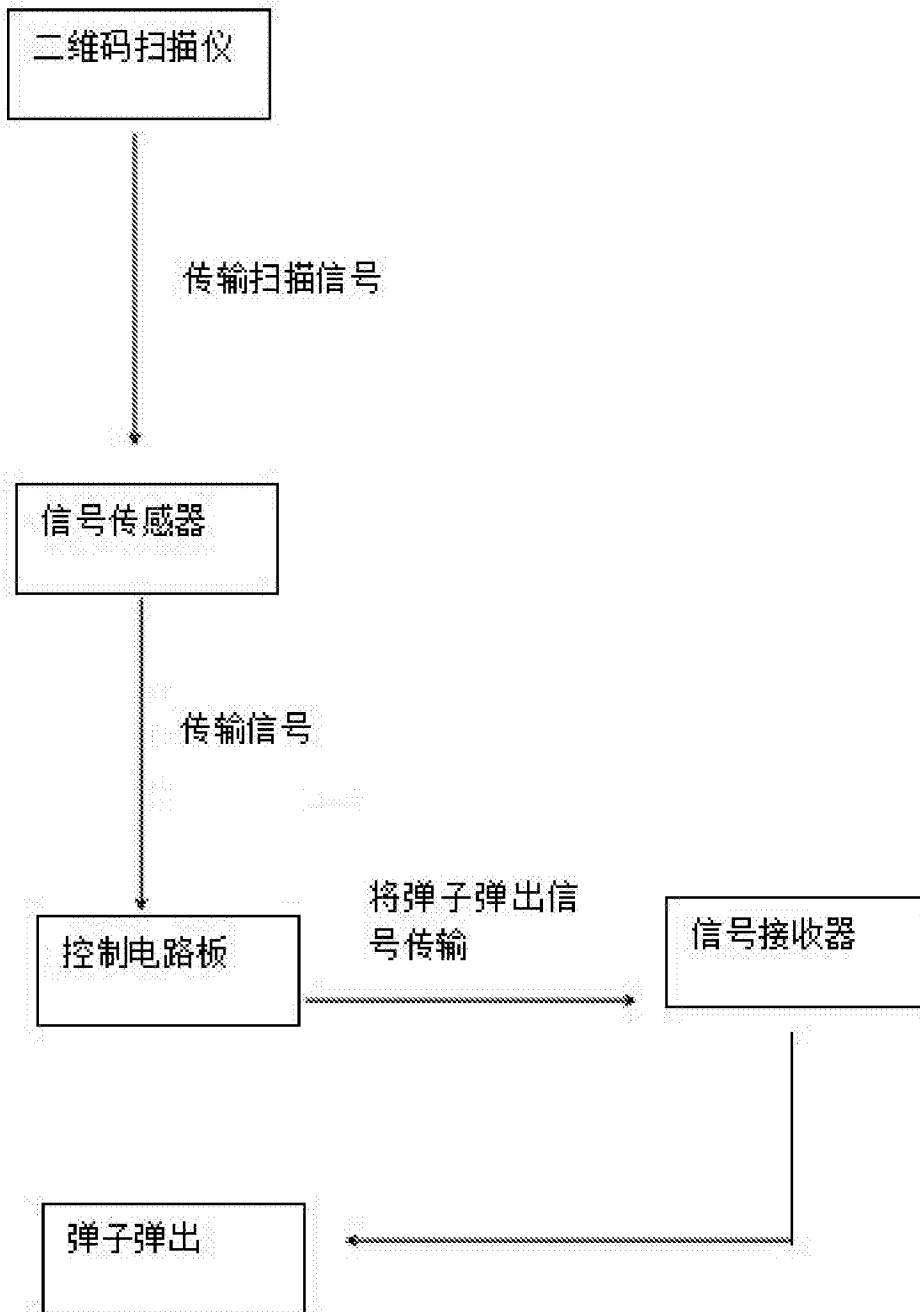 二维码扫描仪
传输扫描信号
信号传感器
传输信号
将弹子弹出信
号传输
控制电路板
信号接收器
弹子弹出